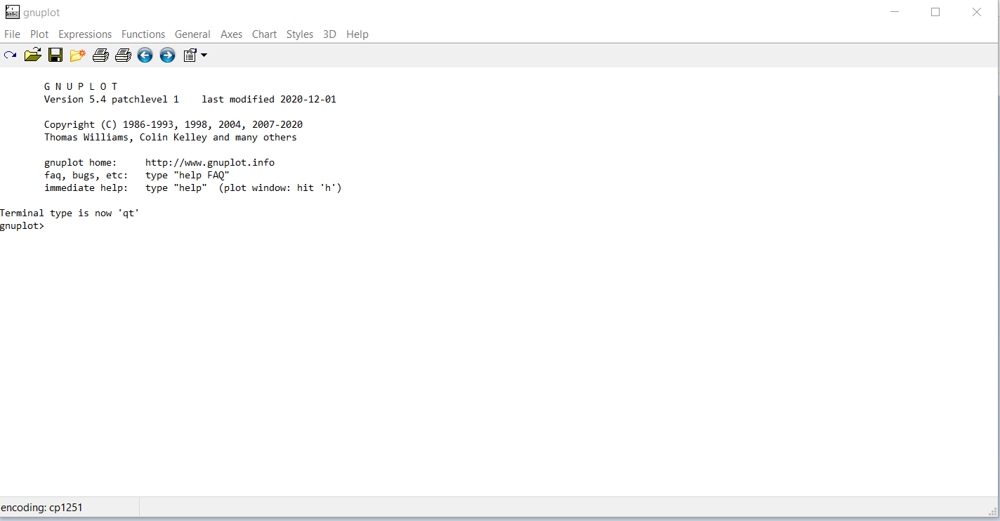 gnuplot
File Plot Expressions Functions General Axes Chart Styles 3D Help
G N U P L O T
Version 5.4 patchlevel 1    last modified 2020-12-01
Copyright (C) 1986-1993, 1998, 2004, 2007-2020
Thomas Williams, Colin Kelley and many others
gnuplot home:     http://www.gnuplot.info
faq, bugs, etc:   type "help FAQ"
immediate help:   type "help"  (plot window: hit 'h')
Terminal type is now 'qt'
gnuplot>
encoding: cp1251